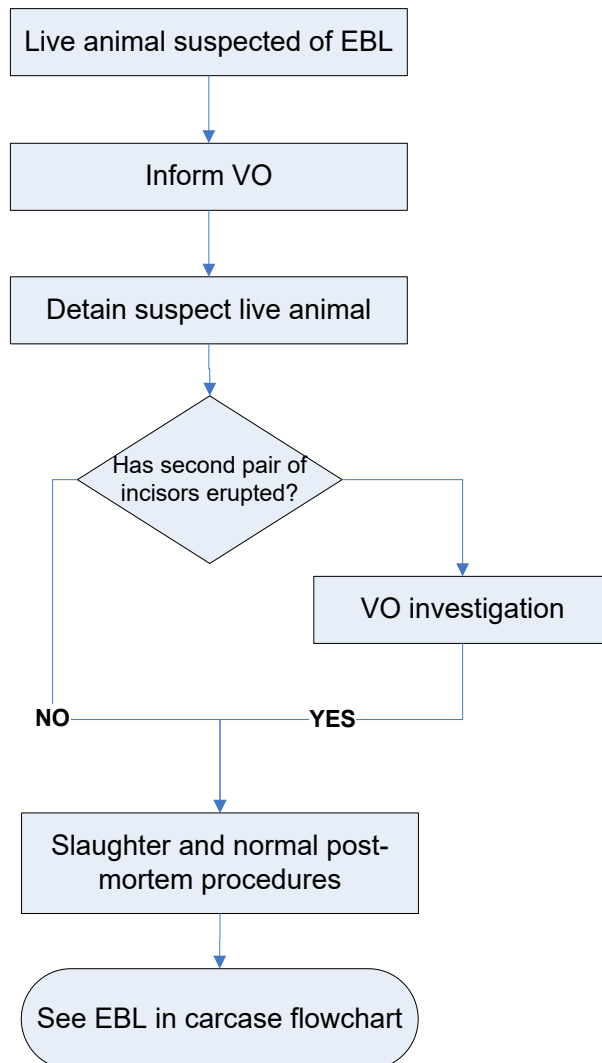 Live animal suspected of EBL
Inform VO
Detain suspect live animal
Has second pair of
incisors erupted?
VO investigation
NO
YES
Slaughter and normal post-
mortem procedures
See EBL in carcase flowchart